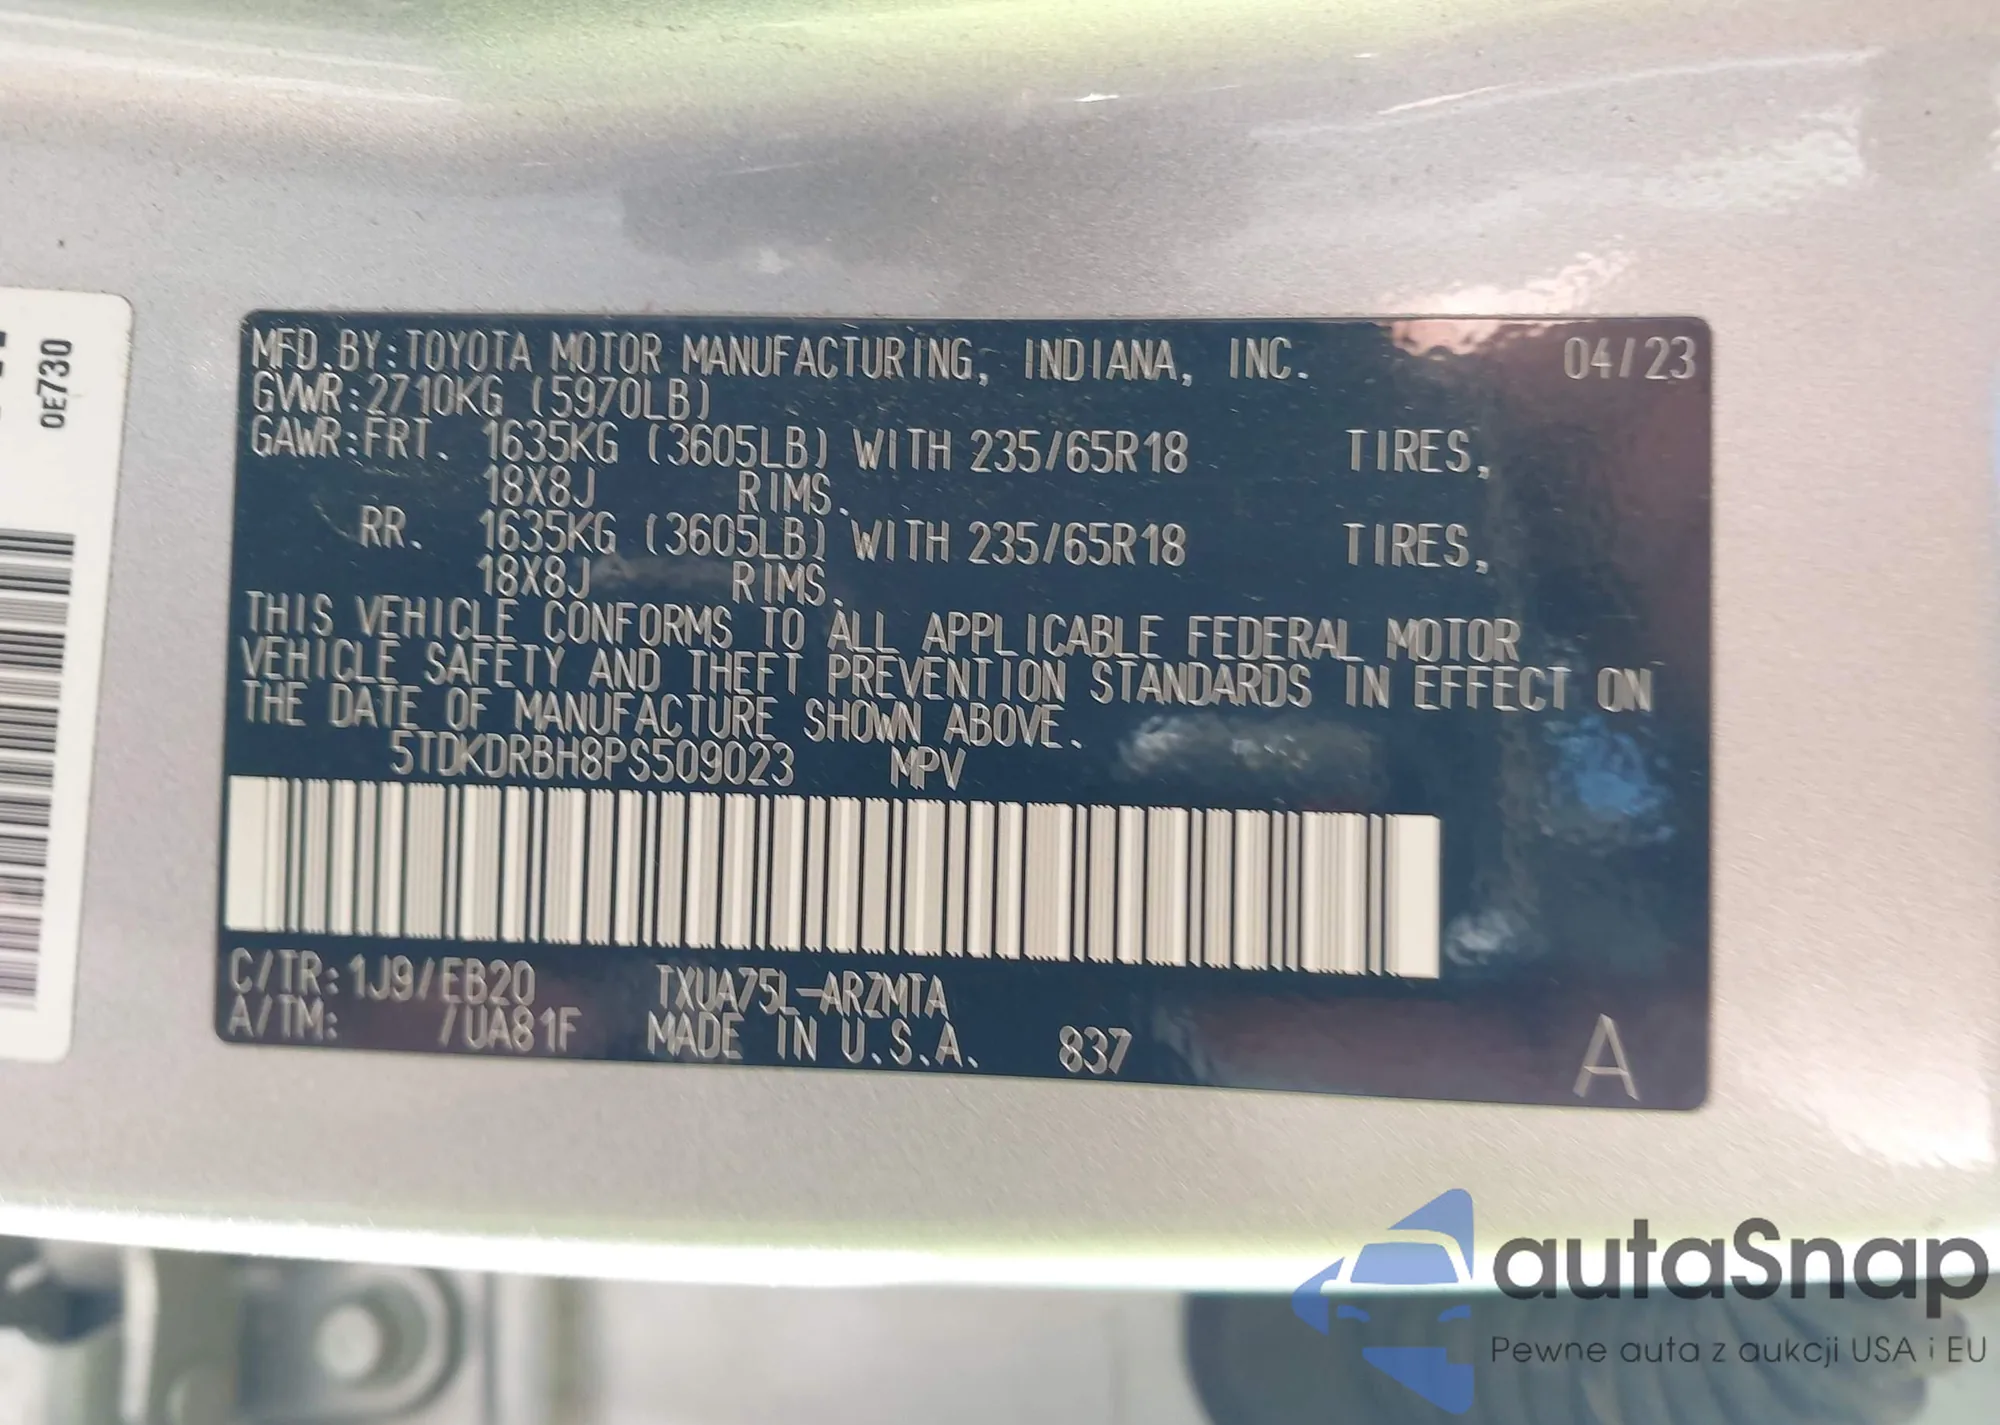 MFD.BY:TOYOTA MOTOR MANUFACTURING, INDIANA, INC. 04/23
GVWR:2710KG (5970LB)
GAWR:FRT. 1635KG (3605LB) WITH 235/65R18 TIRES,
18X8J RIMS.
RR. 1635KG (3605LB) WITH 235/65R18 TIRES,
18X8J RIMS.
THIS VEHICLE CONFORMS TO ALL APPLICABLE FEDERAL MOTOR
VEHICLE SAFETY AND THEFT PREVENTION STANDARDS IN EFFECT ON
THE DATE OF MANUFACTURE SHOWN ABOVE.
5TDKDRBH8PS509023 MPV
C/TR:1J9/EB20 TXUA75L-ARZMTA
A/TM: /UA81F MADE IN U.S.A. 837 A
0E730
autaSnap
Pewne auta z aukcji USA i EU